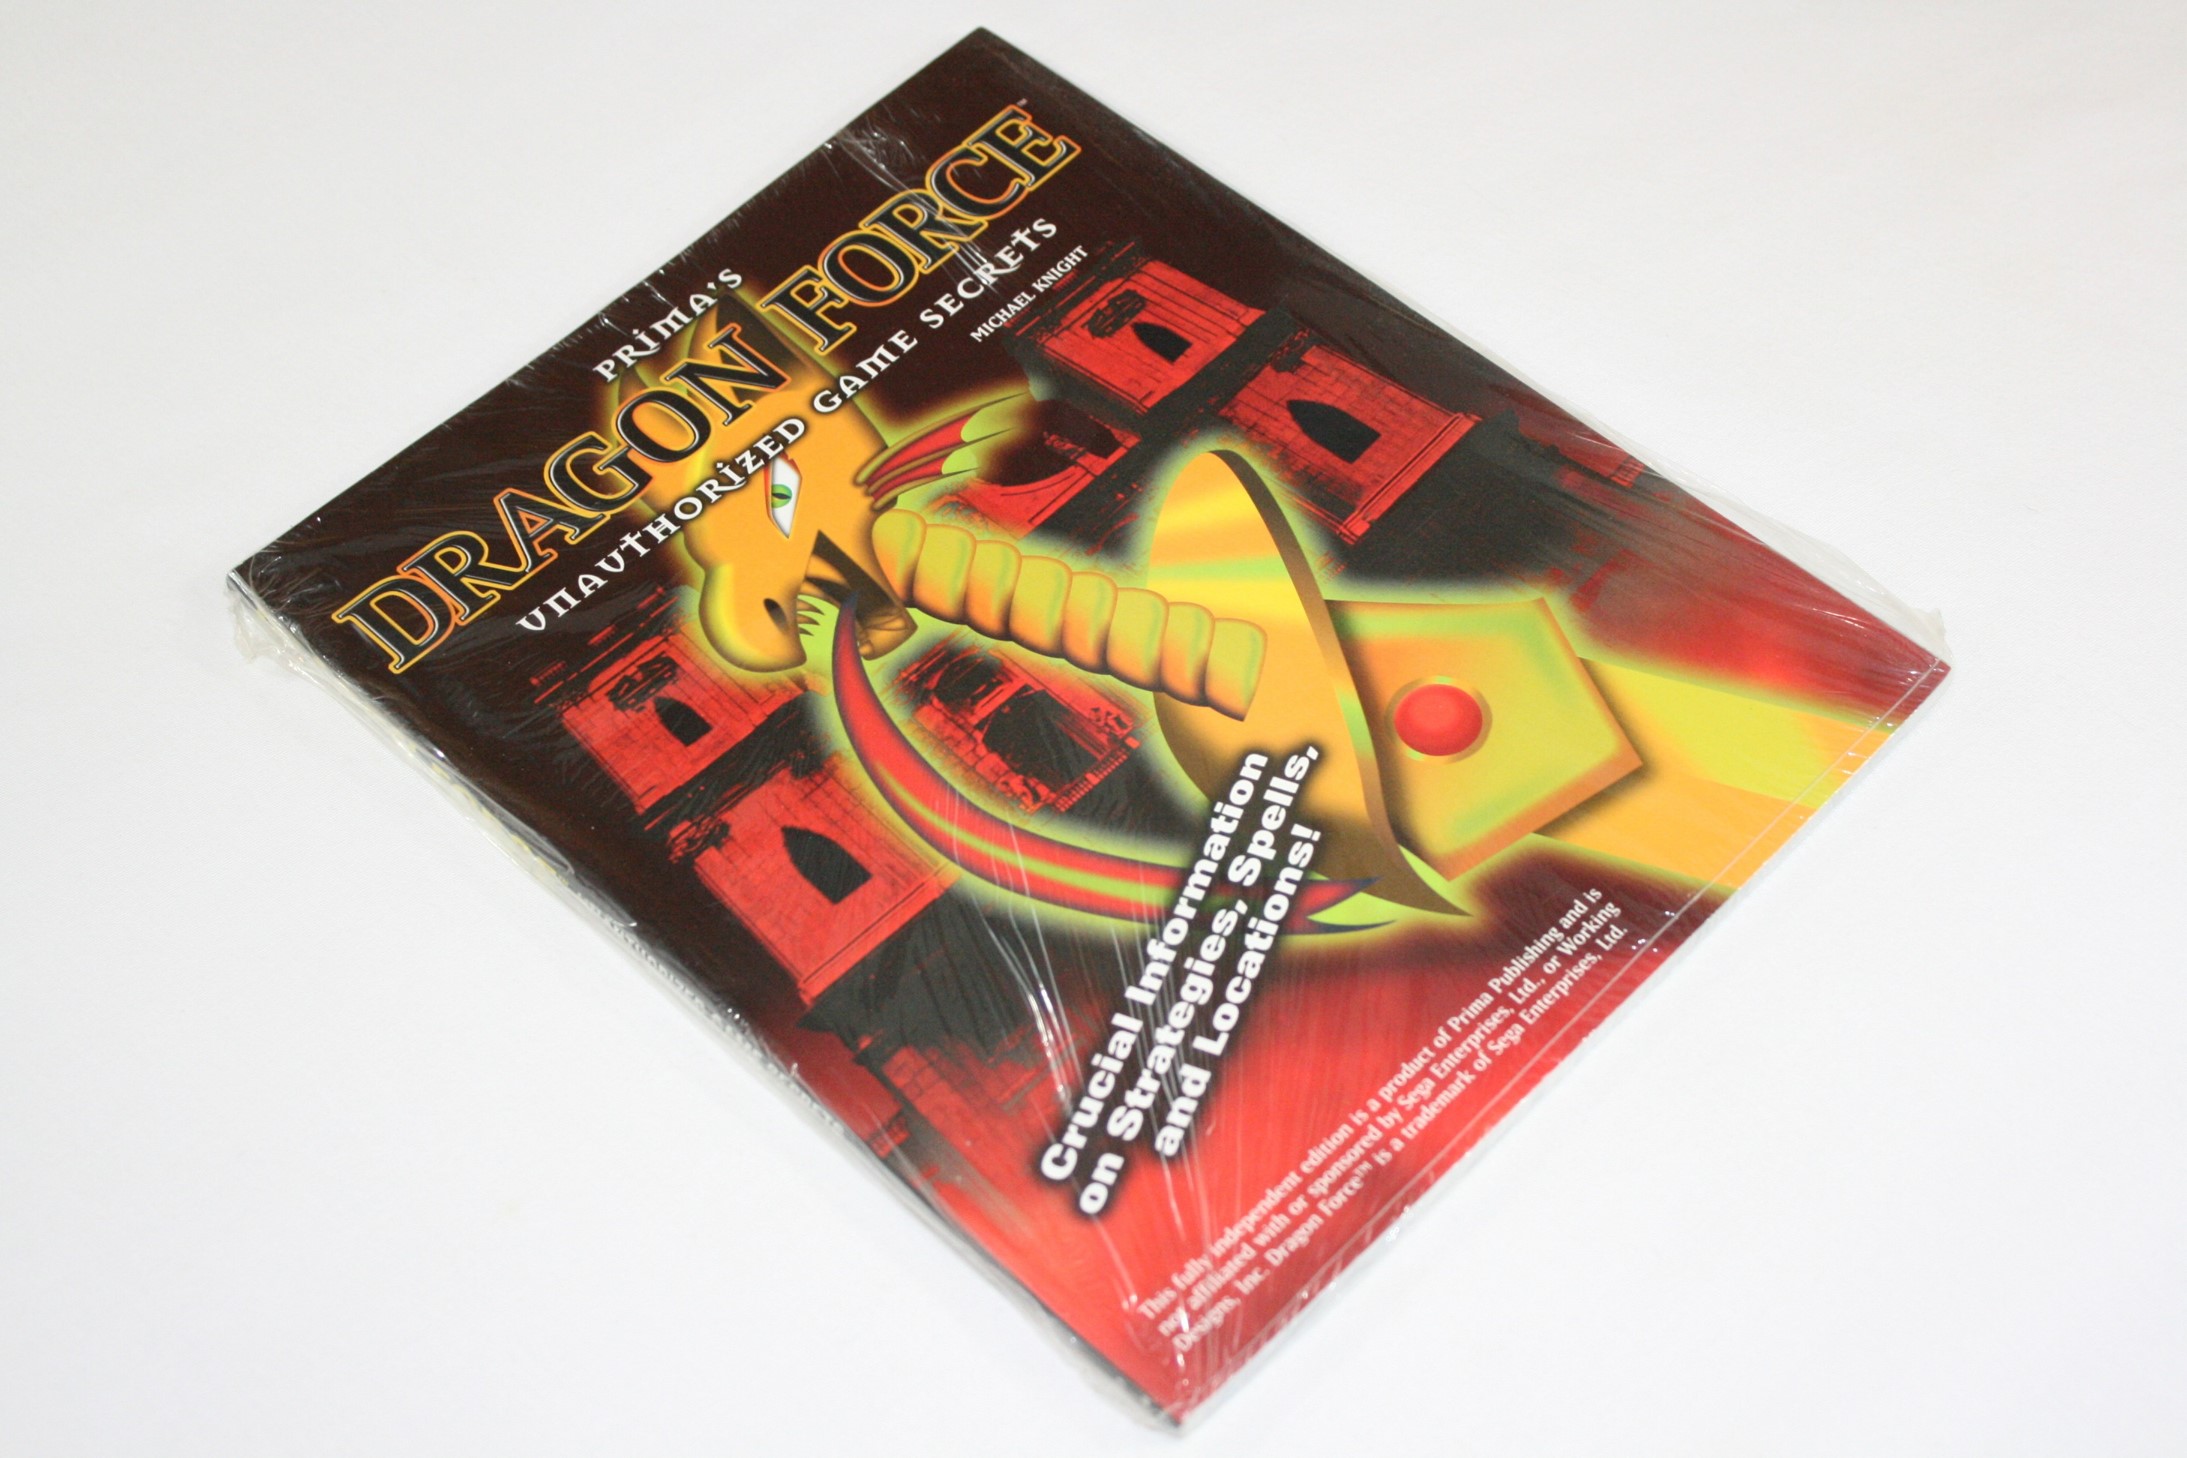 PRIMA'S
DRAGON FORCE™
UNAUTHORIZED GAME SECRETS
MICHAEL KNIGHT
Crucial Information
on Strategies, Spells,
and Locations!
This fully independent edition is a product of Prima Publishing and is
not affiliated with or sponsored by Sega Enterprises, Ltd., or Working
Designs, Inc. Dragon Force™ is a trademark of Sega Enterprises, Ltd.